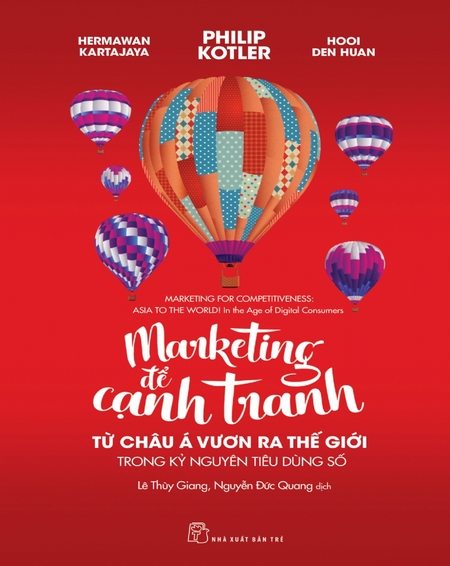 HERMAWAN
KARTAJAYA
PHILIP
KOTLER
HOOI
DEN HUAN
MARKETING FOR COMPETITIVENESS:
ASIA TO THE WORLD! In the Age of Digital Consumers
Marketing
để
cạnh tranh
TỪ CHÂU Á VƯƠN RA THẾ GIỚI
TRONG KỶ NGUYÊN TIÊU DÙNG SỐ
Lê Thùy Giang, Nguyễn Đức Quang dịch
NHÀ XUẤT BẢN TRẺ